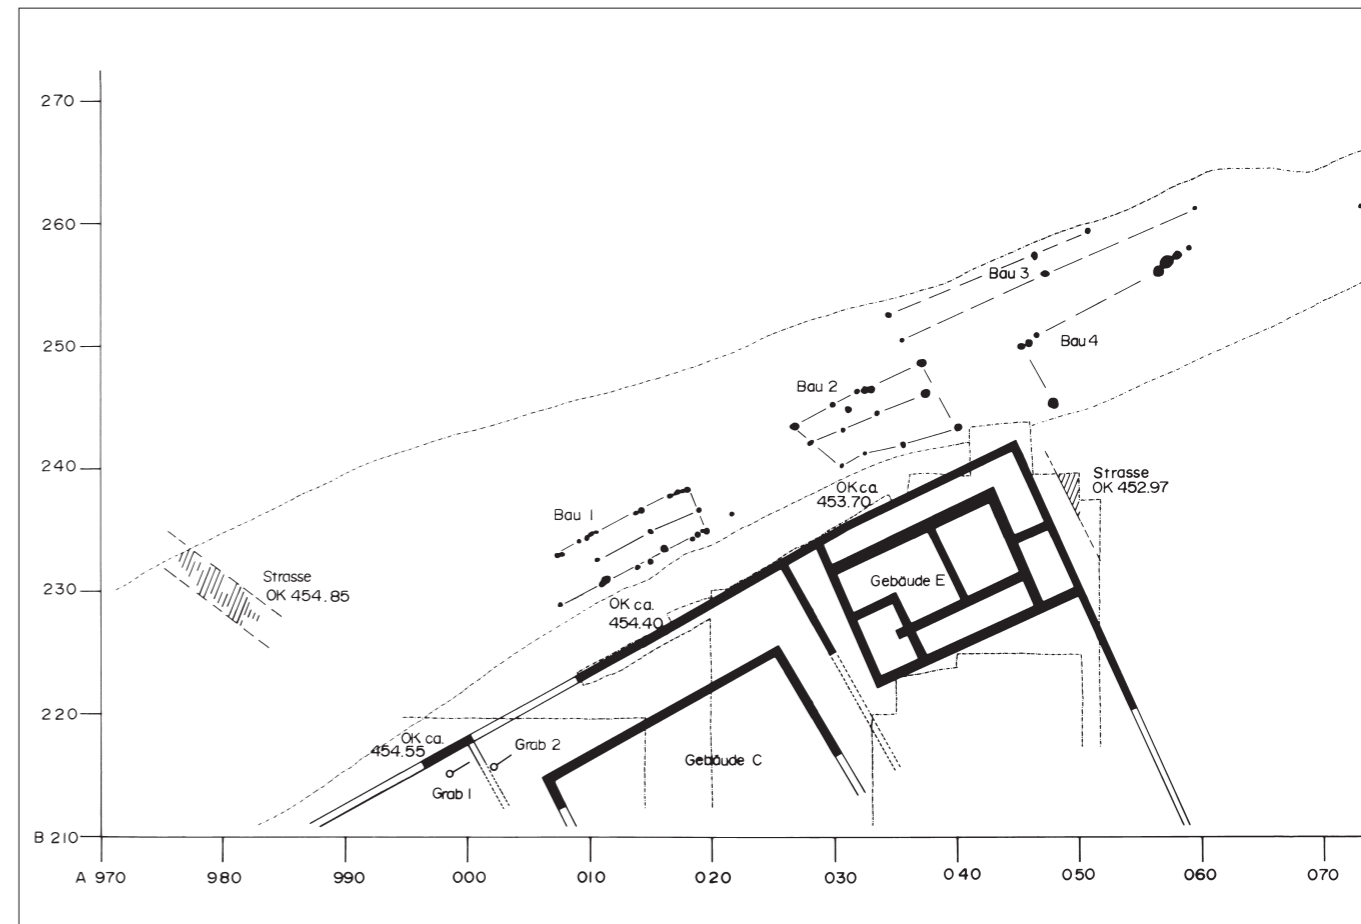 270
260
250
240
230
220
B 210
A 970
980
990
000
010
020
030
040
050
060
070
Bau 3
Bau 4
Bau 2
Bau 1
Strasse
OK 452.97
OK ca.
453.70
Strasse
OK 454.85
Gebäude E
OK ca.
454.40
OK ca.
454.55
Grab 2
Grab 1
Gebäude C